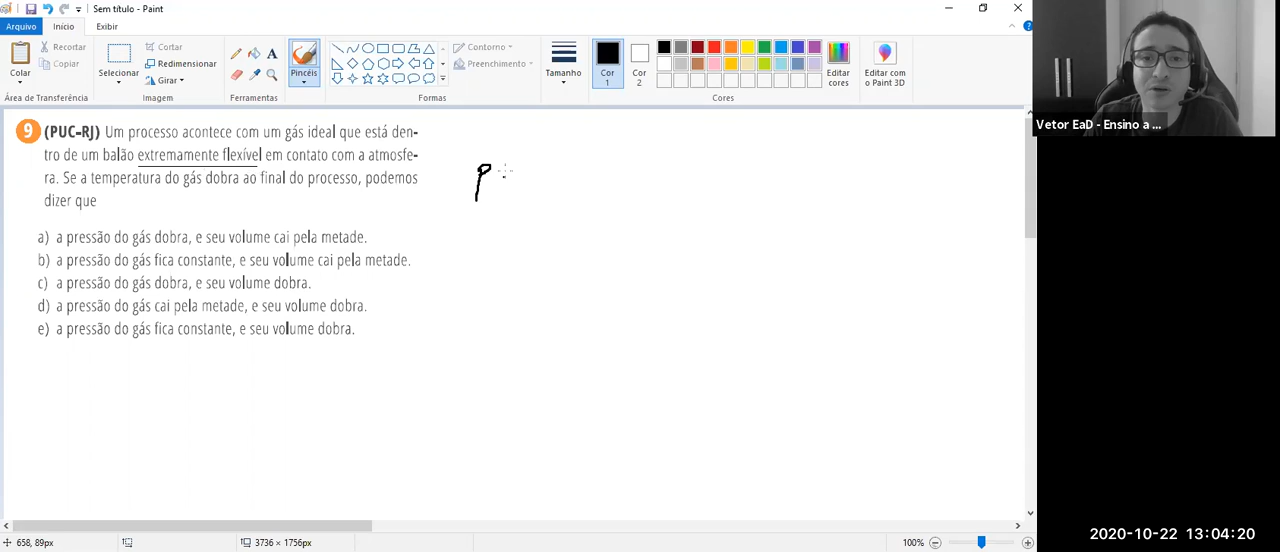 Sem título - Paint
Arquivo
Início
Exibir
Colar
Recortar
Copiar
Área de Transferência
Selecionar
Cortar
Redimensionar
Girar
Imagem
A
Ferramentas
Pincéis
Contorno
Preenchimento
Formas
Tamanho
Cor
1
Cor
2
Editar
cores
Cores
Editar com
o Paint 3D
Vetor EaD - Ensino a ...
9 (PUC-RJ) Um processo acontece com um gás ideal que está den-
tro de um balão extremamente flexível em contato com a atmosfe-
ra. Se a temperatura do gás dobra ao final do processo, podemos
dizer que
a) a pressão do gás dobra, e seu volume cai pela metade.
b) a pressão do gás fica constante, e seu volume cai pela metade.
c) a pressão do gás dobra, e seu volume dobra.
d) a pressão do gás cai pela metade, e seu volume dobra.
e) a pressão do gás fica constante, e seu volume dobra.
P
658, 89px
3736 × 1756px
100%
2020-10-22 13:04:20